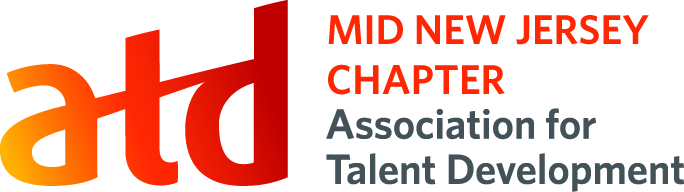 atd
MID NEW JERSEY
CHAPTER
Association for
Talent Development